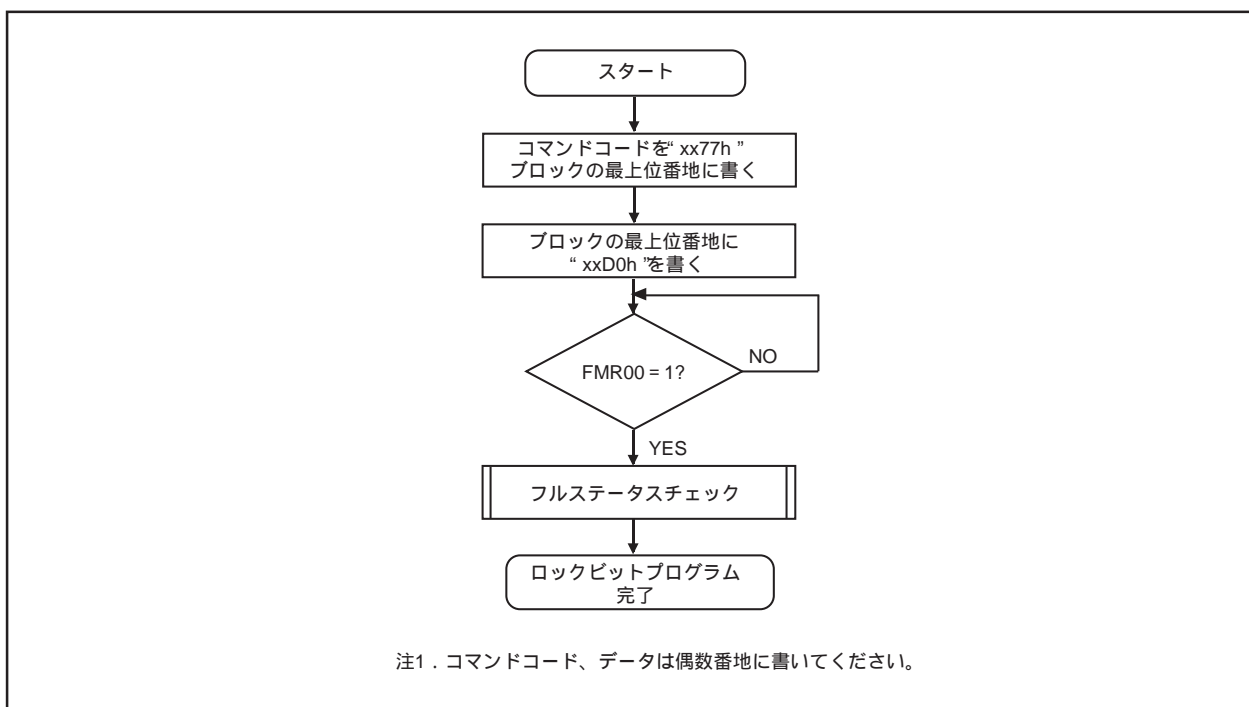 スタート
コマンドコードを“ xx77h ”
ブロックの最上位番地に書く
ブロックの最上位番地に
“ xxD0h ”を書く
FMR00 = 1?
NO
YES
フルステータスチェック
ロックビットプログラム
完了
注1．コマンドコード、データは偶数番地に書いてください。